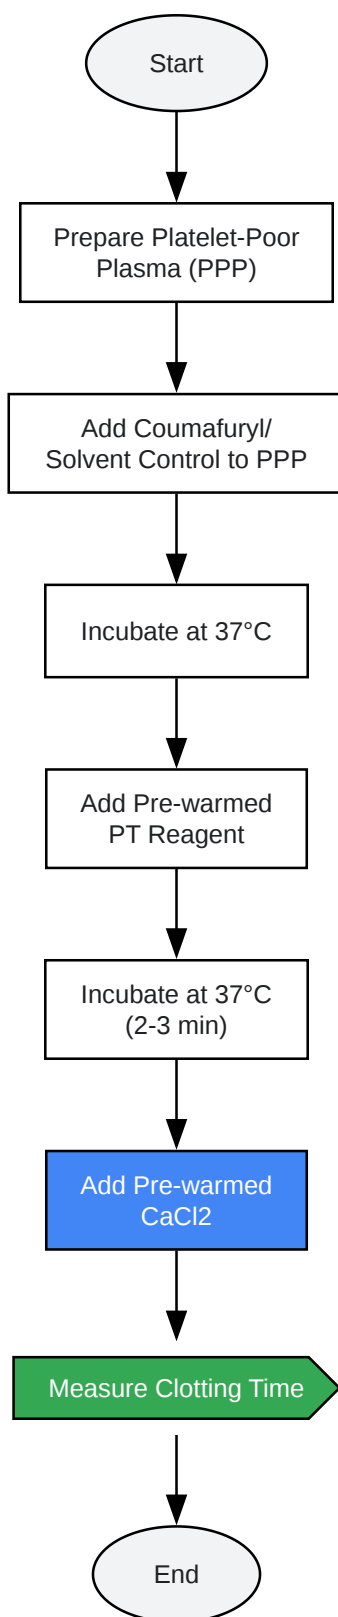 Start
Prepare Platelet-Poor
Plasma (PPP)
Add Coumafuryl/
Solvent Control to PPP
Incubate at 37°C
Add Pre-warmed
PT Reagent
Incubate at 37°C
(2-3 min)
Add Pre-warmed
CaCl2
Measure Clotting Time
End